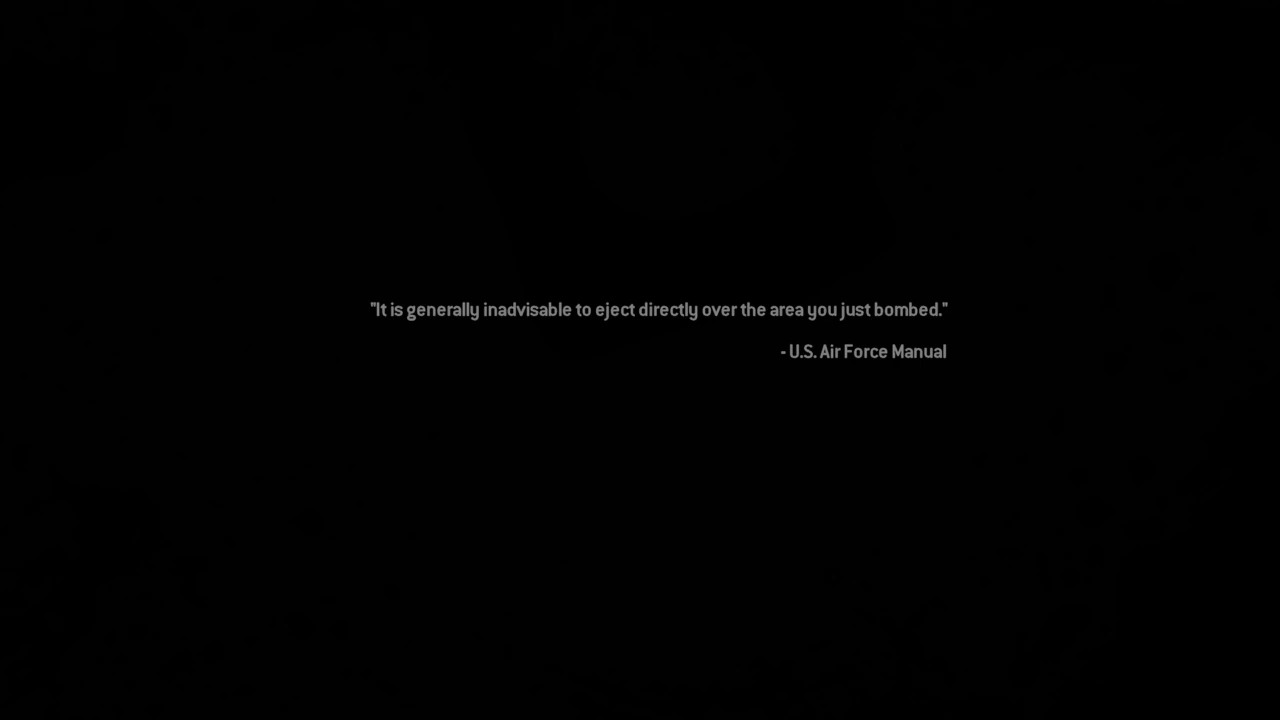 "It is generally inadvisable to eject directly over the area you just bombed."
- U.S. Air Force Manual